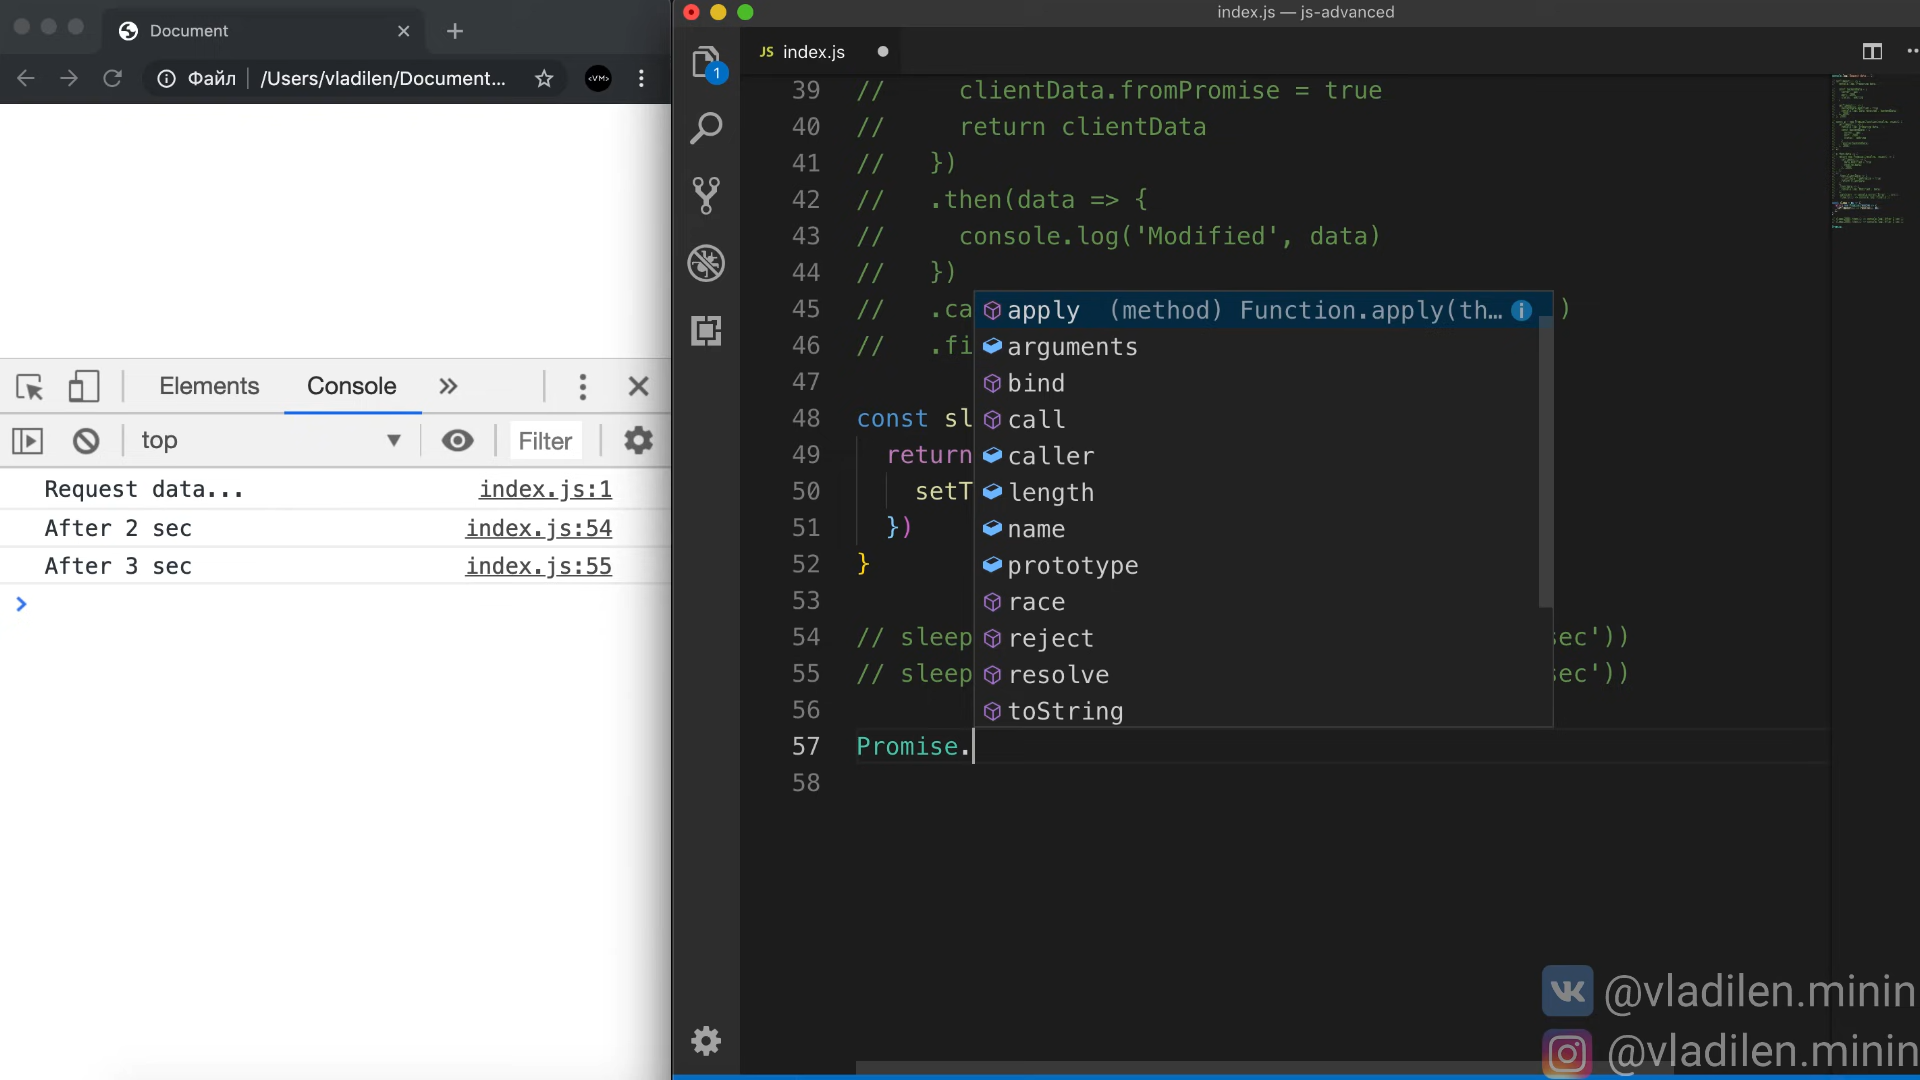 Document
Файл
/Users/vladilen/Document...
<VM>
Elements
Console
top
Filter
Request data...
index.js:1
After 2 sec
index.js:54
After 3 sec
index.js:55
index.js — js-advanced
1
JS index.js
39 //     clientData.fromPromise = true
40 //     return clientData
41 //   })
42 //   .then(data => {
43 //     console.log('Modified', data)
44 //   })
45 //   .ca )
46 //   .fi
47
48 const sl
49 return
50 setT
51 })
52 }
53
54 // sleep sec'))
55 // sleep sec'))
56
57 Promise.
58
apply (method) Function.apply(th...
arguments
bind
call
caller
length
name
prototype
race
reject
resolve
toString
@vladilen.minin
@vladilen.minin